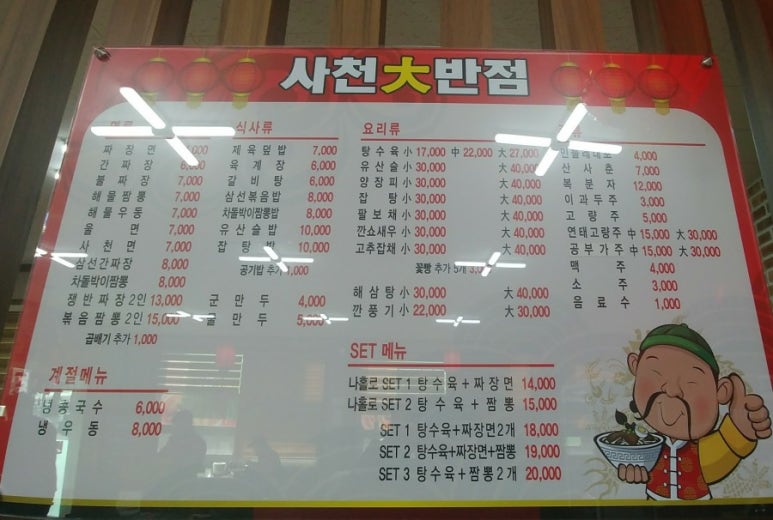 사천大반점
면류
짜 장 면
간 짜 장 6,000
불 짜 장 7,000
해 물 짬 뽕 7,000
해 물 우 동 7,000
울 면 7,000
사 천 면 7,000
삼선간짜장 8,000
차돌박이짬뽕 8,000
쟁반짜장2인 13,000
볶음짬뽕2인 15,000
곱빼기 추가 1,000
식사류
제육덮밥 7,000
육 계 장 6,000
갈 비 탕 6,000
삼선볶음밥 8,000
차돌박이짬뽕밥 8,000
유 산 슬 밥 10,000
잡 탕 밥 10,000
공기밥 추가 1,000
군 만 두 4,000
물 만 두 5,000
계절메뉴
냉 콩 국 수 6,000
냉 우 동 8,000
요리류
탕 수 육 小 17,000 中 22,000 大 27,000
유 산 슬 小 30,000 大 40,000
양 장 피 小 30,000 大 40,000
잡 탕 小 30,000 大 40,000
팔 보 채 小 30,000 大 40,000
깐쇼새우 小 30,000 大 40,000
고추잡채 小 30,000 大 40,000
꽃빵 추가 5개
해 삼 탕 小 30,000 大 40,000
깐 풍 기 小 22,000 大 30,000
SET 메뉴
나홀로 SET 1 탕 수 육 + 짜 장 면 14,000
나홀로 SET 2 탕 수 육 + 짬 뽕 15,000
SET 1 탕수육+짜장면2개 18,000
SET 2 탕수육+짜장면+짬뽕 19,000
SET 3 탕수육 + 짬 뽕 2개 20,000
4,000
산 사 춘 7,000
복 분 자 12,000
이 과 두 주 3,000
고 량 주 5,000
연태고량주 中 15,000 大 30,000
공 부 가 주 中 15,000 大 30,000
맥 주 4,000
소 주 3,000
음 료 수 1,000